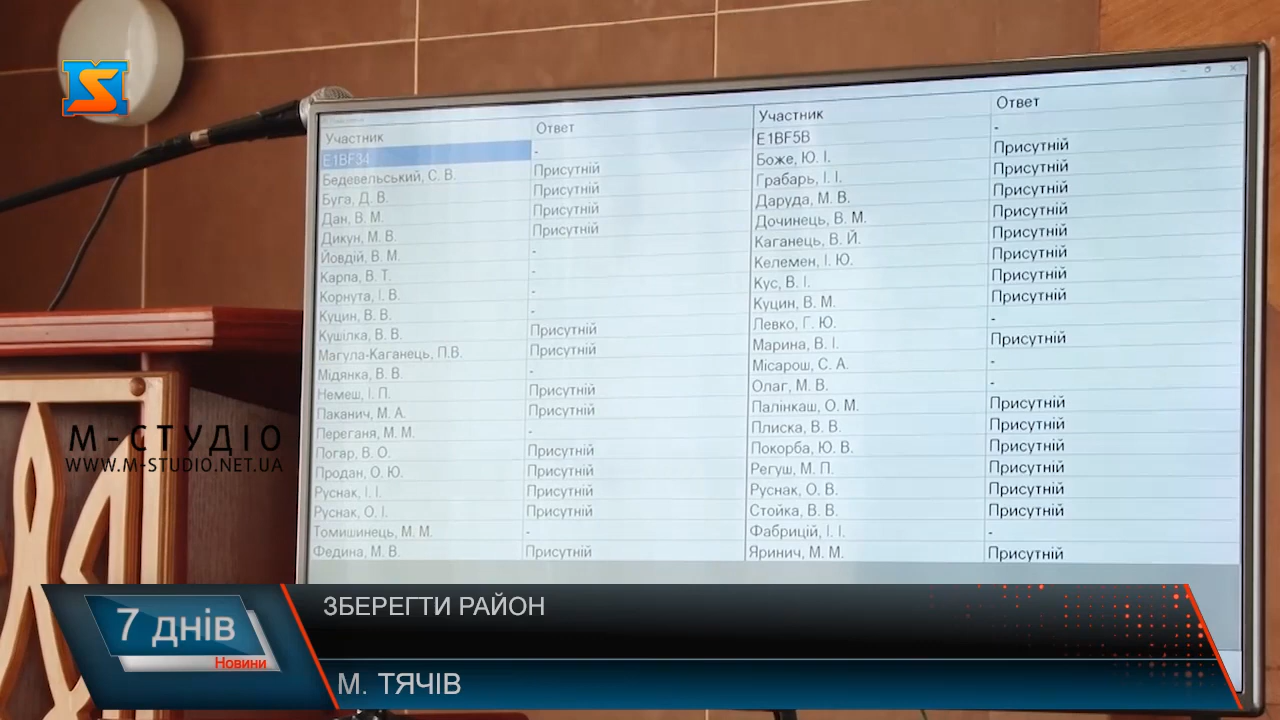 Участник Ответ Участник Ответ
E1BF34 - E1BF5B -
Бедевельський, С. В. Присутній Боже, Ю. І. Присутній
Буга, Д. В. Присутній Грабарь, І. І. Присутній
Дан, В. М. Присутній Даруда, М. В. Присутній
Дикун, М. В. Присутній Дочинець, В. М. Присутній
Йовдій, В. М. - Каганець, В. Й. Присутній
Карпа, В. Т. - Келемен, І. Ю. Присутній
Корнута, І. В. - Кус, В. І. Присутній
Куцин, В. В. - Куцин, В. М. Присутній
Кушілка, В. В. Присутній Левко, Г. Ю. -
Магула-Каганець, П.В. Присутній Марина, В. І. Присутній
Мідянка, В. В. - Місарош, С. А. -
Немеш, І. П. Присутній Олаг, М. В. -
Паканич, М. А. Присутній Палінкаш, О. М. Присутній
Переганя, М. М. - Плиска, В. В. Присутній
Погар, В. О. Присутній Покорба, Ю. В. Присутній
Продан, О. Ю. Присутній Регуш, М. П. Присутній
Руснак, І. І. Присутній Руснак, О. В. Присутній
Руснак, О. І. Присутній Стойка, В. В. Присутній
Томишинець, М. М. - Фабрицій, І. І. -
Федина, М. В. Присутній Яринич, М. М. Присутній
М-СТУДІО
WWW.M-STUDIO.NET.UA
7 днів
Новини
ЗБЕРЕГТИ РАЙОН
М. ТЯЧІВ